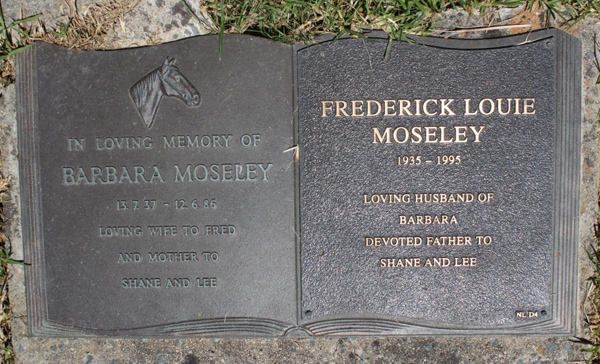 IN LOVING MEMORY OF
BARBARA MOSELEY
13.7.37 - 12.6.86
LOVING WIFE TO FRED
AND MOTHER TO
SHANE AND LEE
FREDERICK LOUIE
MOSELEY
1935 – 1995
LOVING HUSBAND OF
BARBARA
DEVOTED FATHER TO
SHANE AND LEE
NL D4